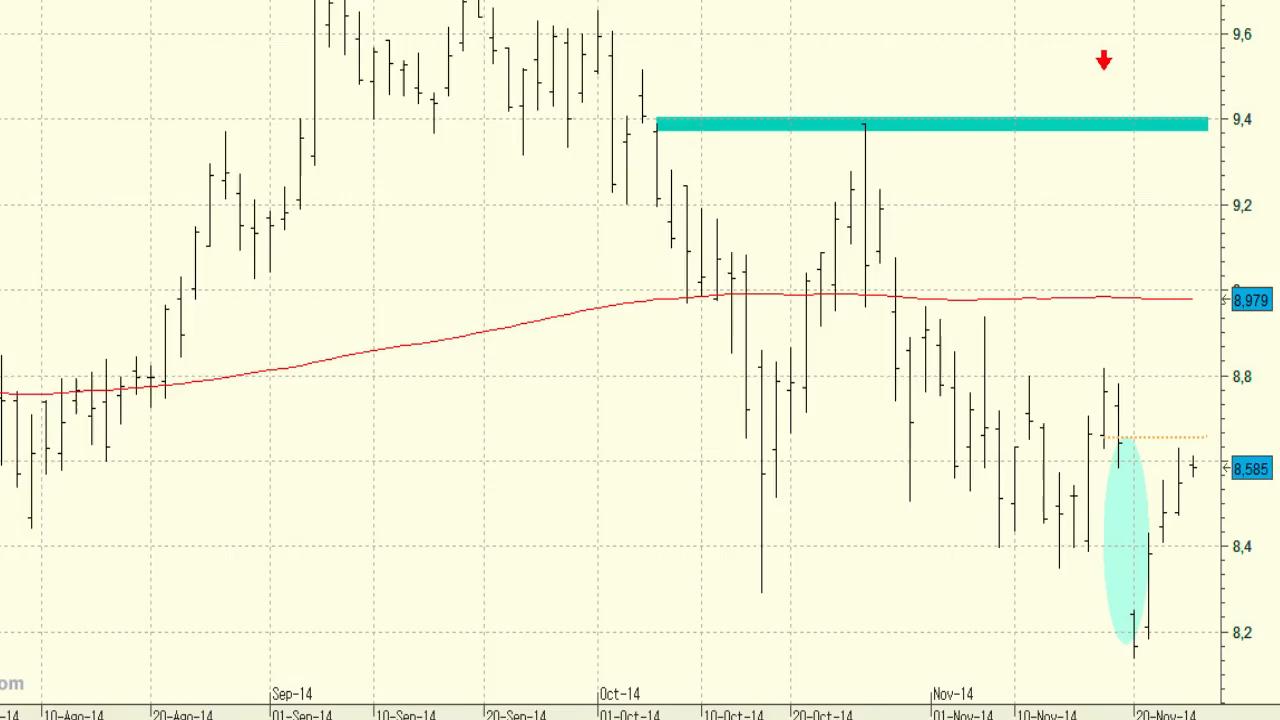 9,6
9,4
9,2
8,979
8,8
8,585
8,4
8,2
om
Sep-14 Oct-14 Nov-14
-14 10-Ago-14 20-Ago-14 01-Sep-14 10-Sep-14 20-Sep-14 01-Oct-14 10-Oct-14 20-Oct-14 01-Nov-14 10-Nov-14 20-Nov-14